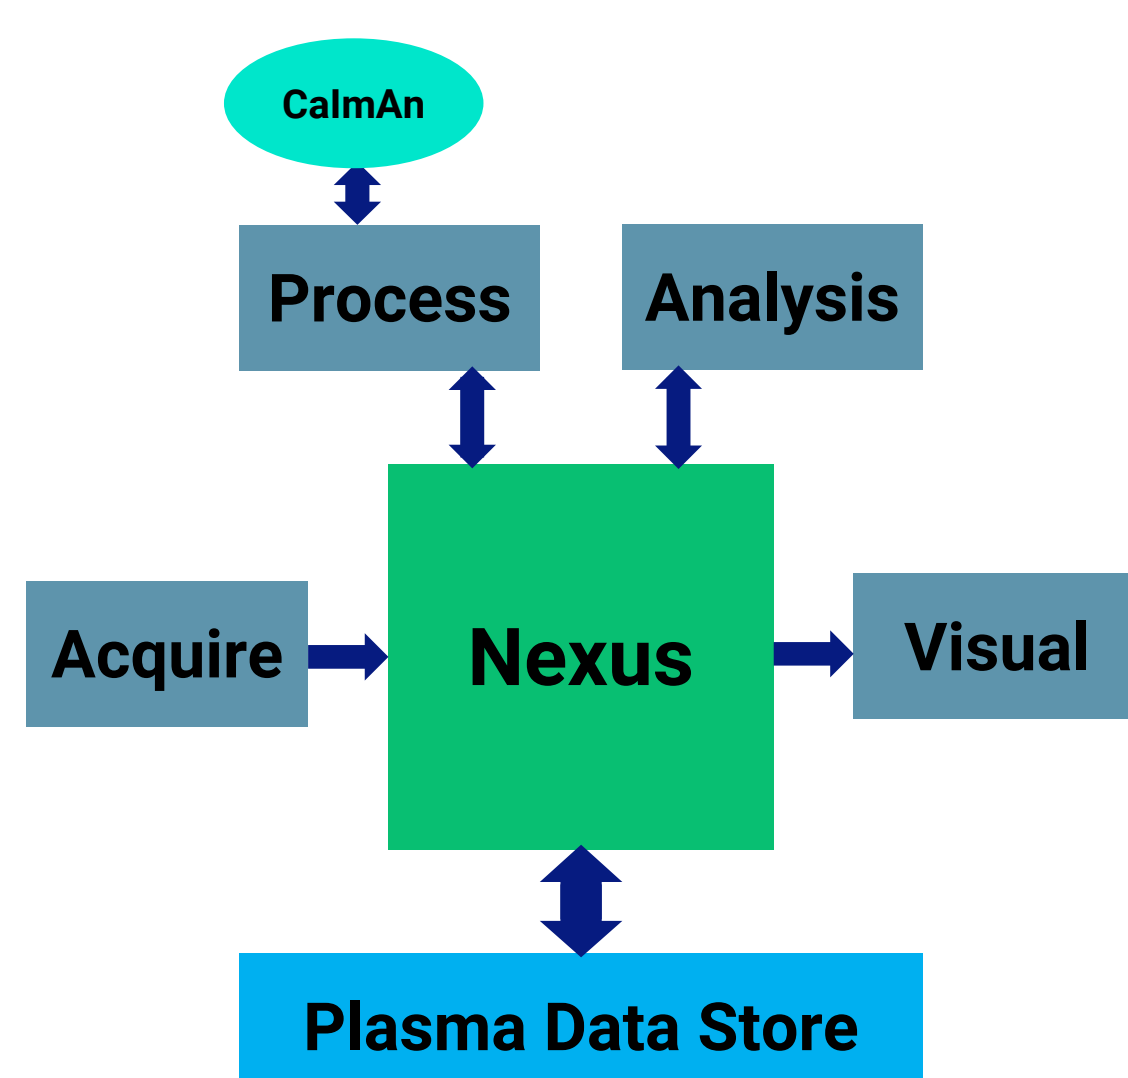 CaImAn
Process
Analysis
Acquire
Nexus
Visual
Plasma Data Store